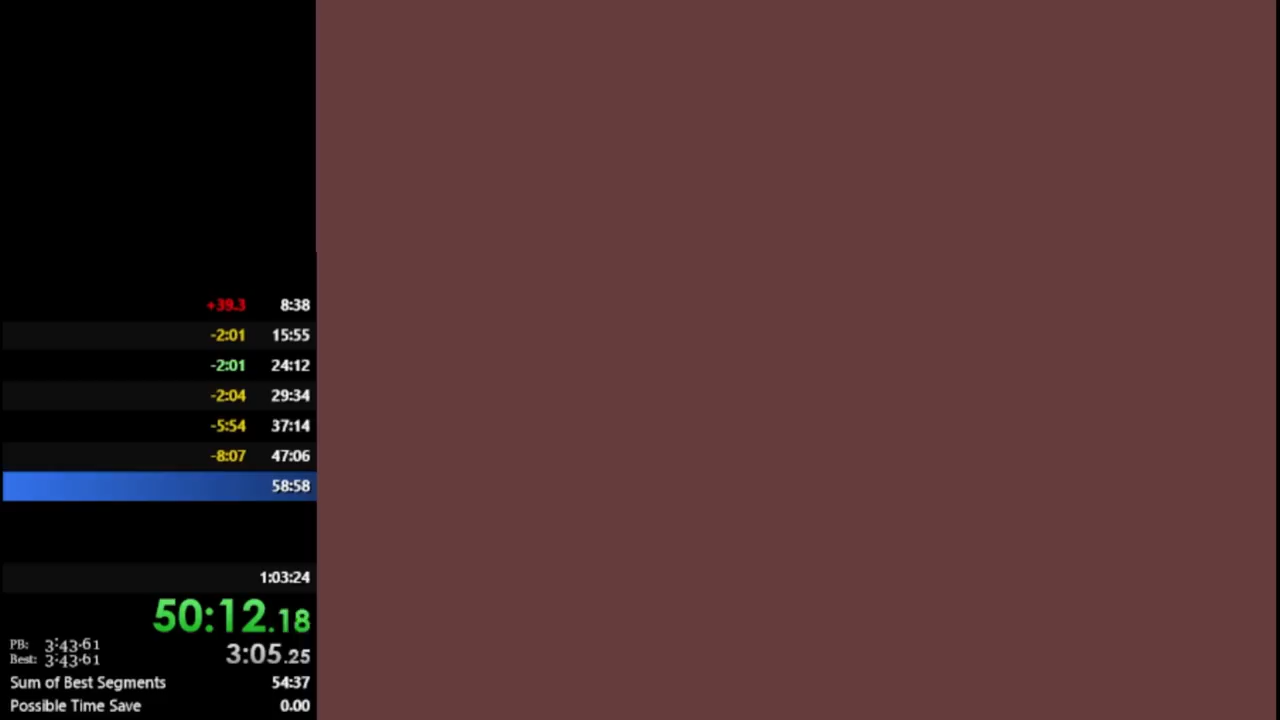 +39.3 8:38
-2:01 15:55
-2:01 24:12
-2:04 29:34
-5:54 37:14
-8:07 47:06
58:58
1:03:24
50:12.18
PB: 3:43.61
Best: 3:43.61
3:05.25
Sum of Best Segments 54:37
Possible Time Save 0.00